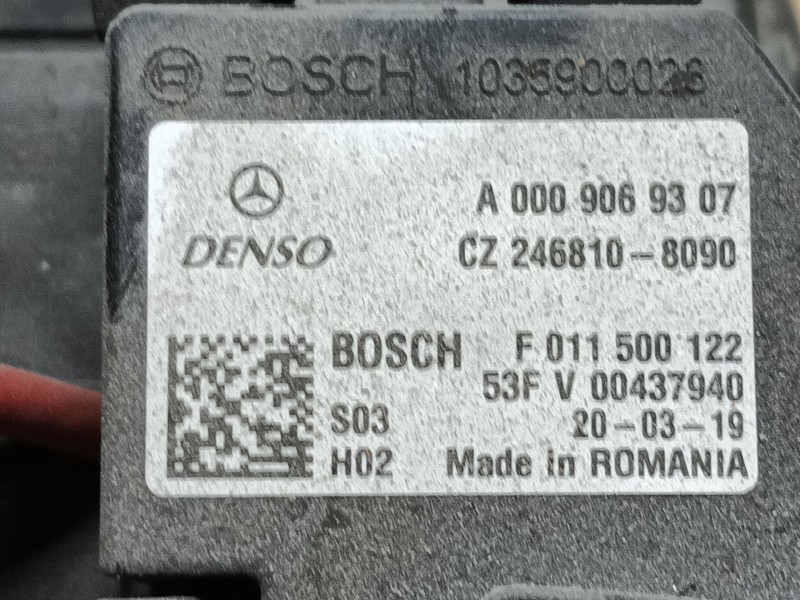 BOSCH 1035900026
A 000 906 93 07
DENSO CZ 246810-8090
BOSCH F 011 500 122
53F V 00437940
S03 20-03-19
H02 Made in ROMANIA